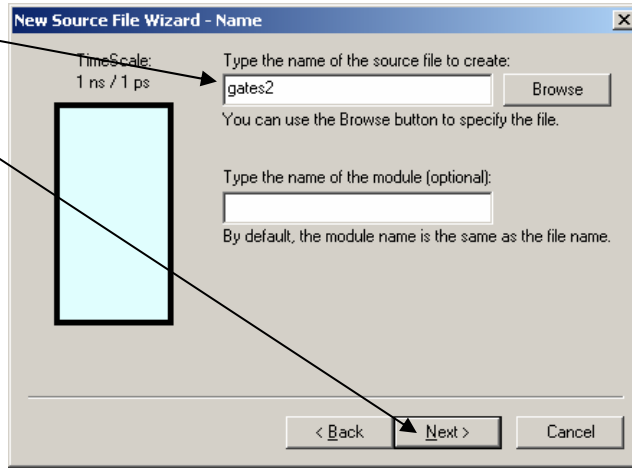 New Source File Wizard - Name
TimeScale:
1 ns / 1 ps
Type the name of the source file to create:
gates2
Browse
You can use the Browse button to specify the file.
Type the name of the module (optional):
By default, the module name is the same as the file name.
< Back
Next >
Cancel